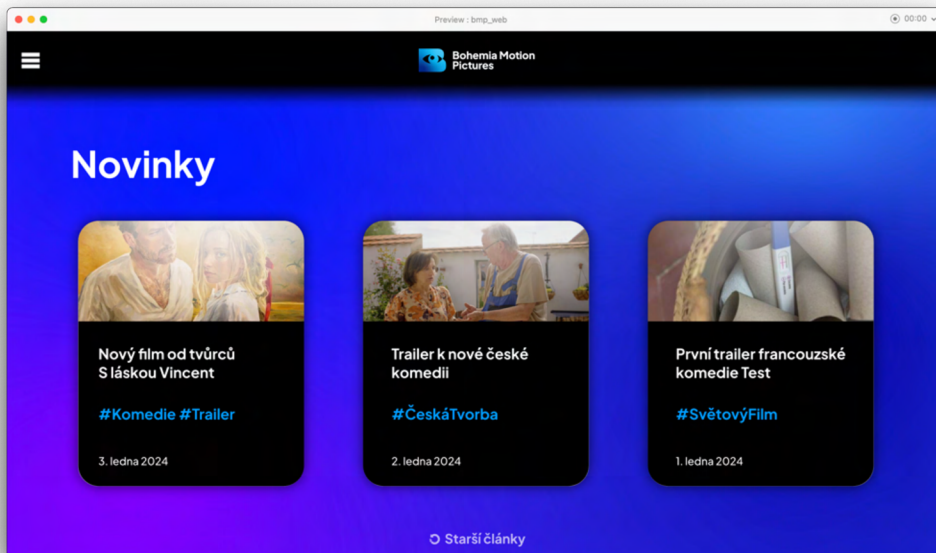 Preview : bmp_web
00:00
Bohemia Motion
Pictures
Novinky
Nový film od tvůrců
S láskou Vincent
#Komedie #Trailer
3. ledna 2024
Trailer k nové české
komedii
#ČeskáTvorba
2. ledna 2024
První trailer francouzské
komedie Test
#SvětovýFilm
1. ledna 2024
Starší články